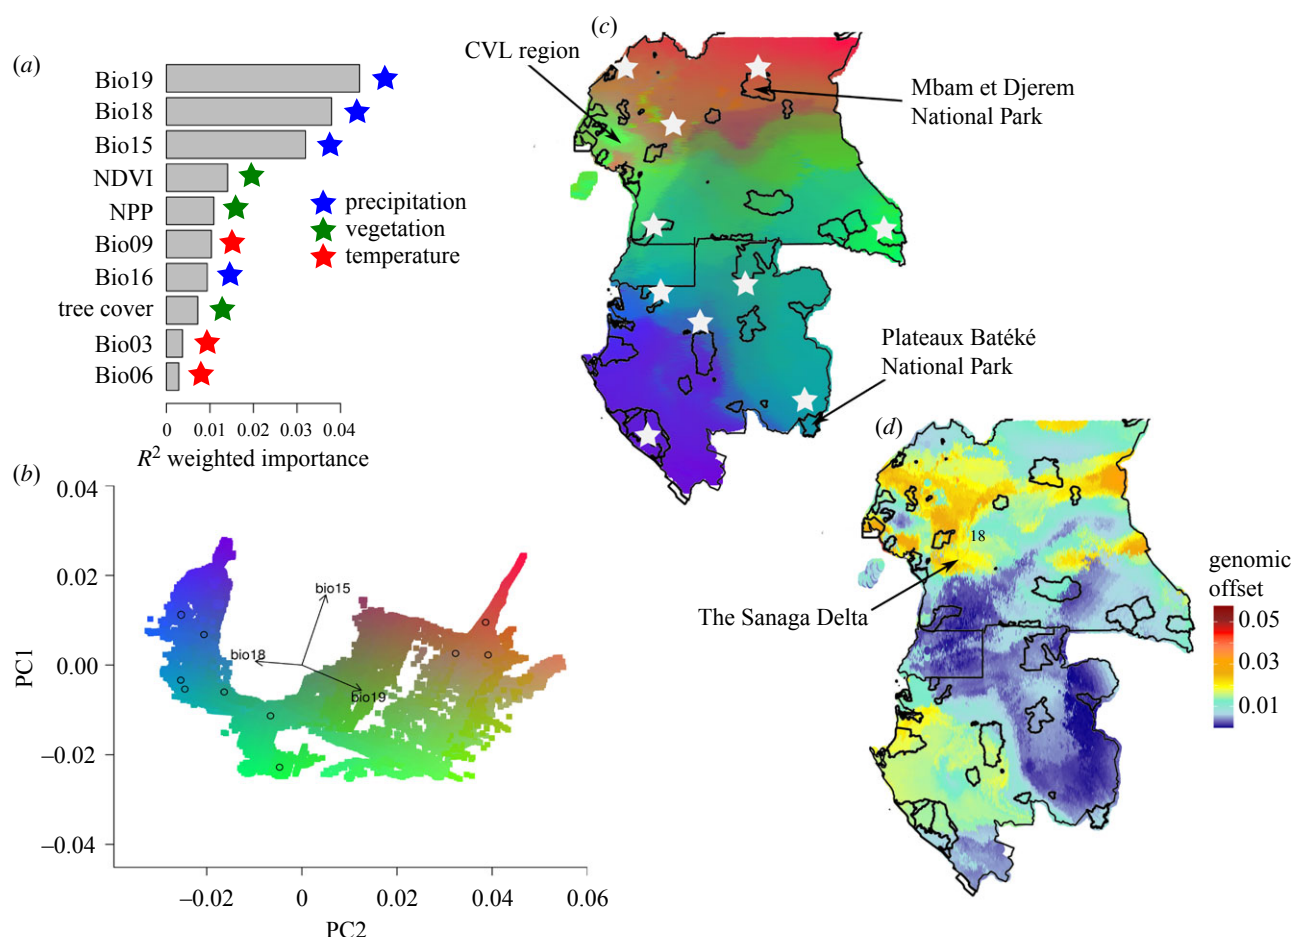 (a)
Bio19
Bio18
Bio15
NDVI
NPP
Bio09
Bio16
tree cover
Bio03
Bio06
precipitation
vegetation
temperature
0 0.01 0.02 0.03 0.04
R² weighted importance
(b)
0.04
0.02
0.00
–0.02
–0.04
PC1
bio15
bio18
bio19
–0.02 0 0.02 0.04 0.06
PC2
(c)
CVL region
Mbam et Djerem
National Park
Plateaux Batéké
National Park
(d)
18
The Sanaga Delta
genomic
offset
0.05
0.03
0.01